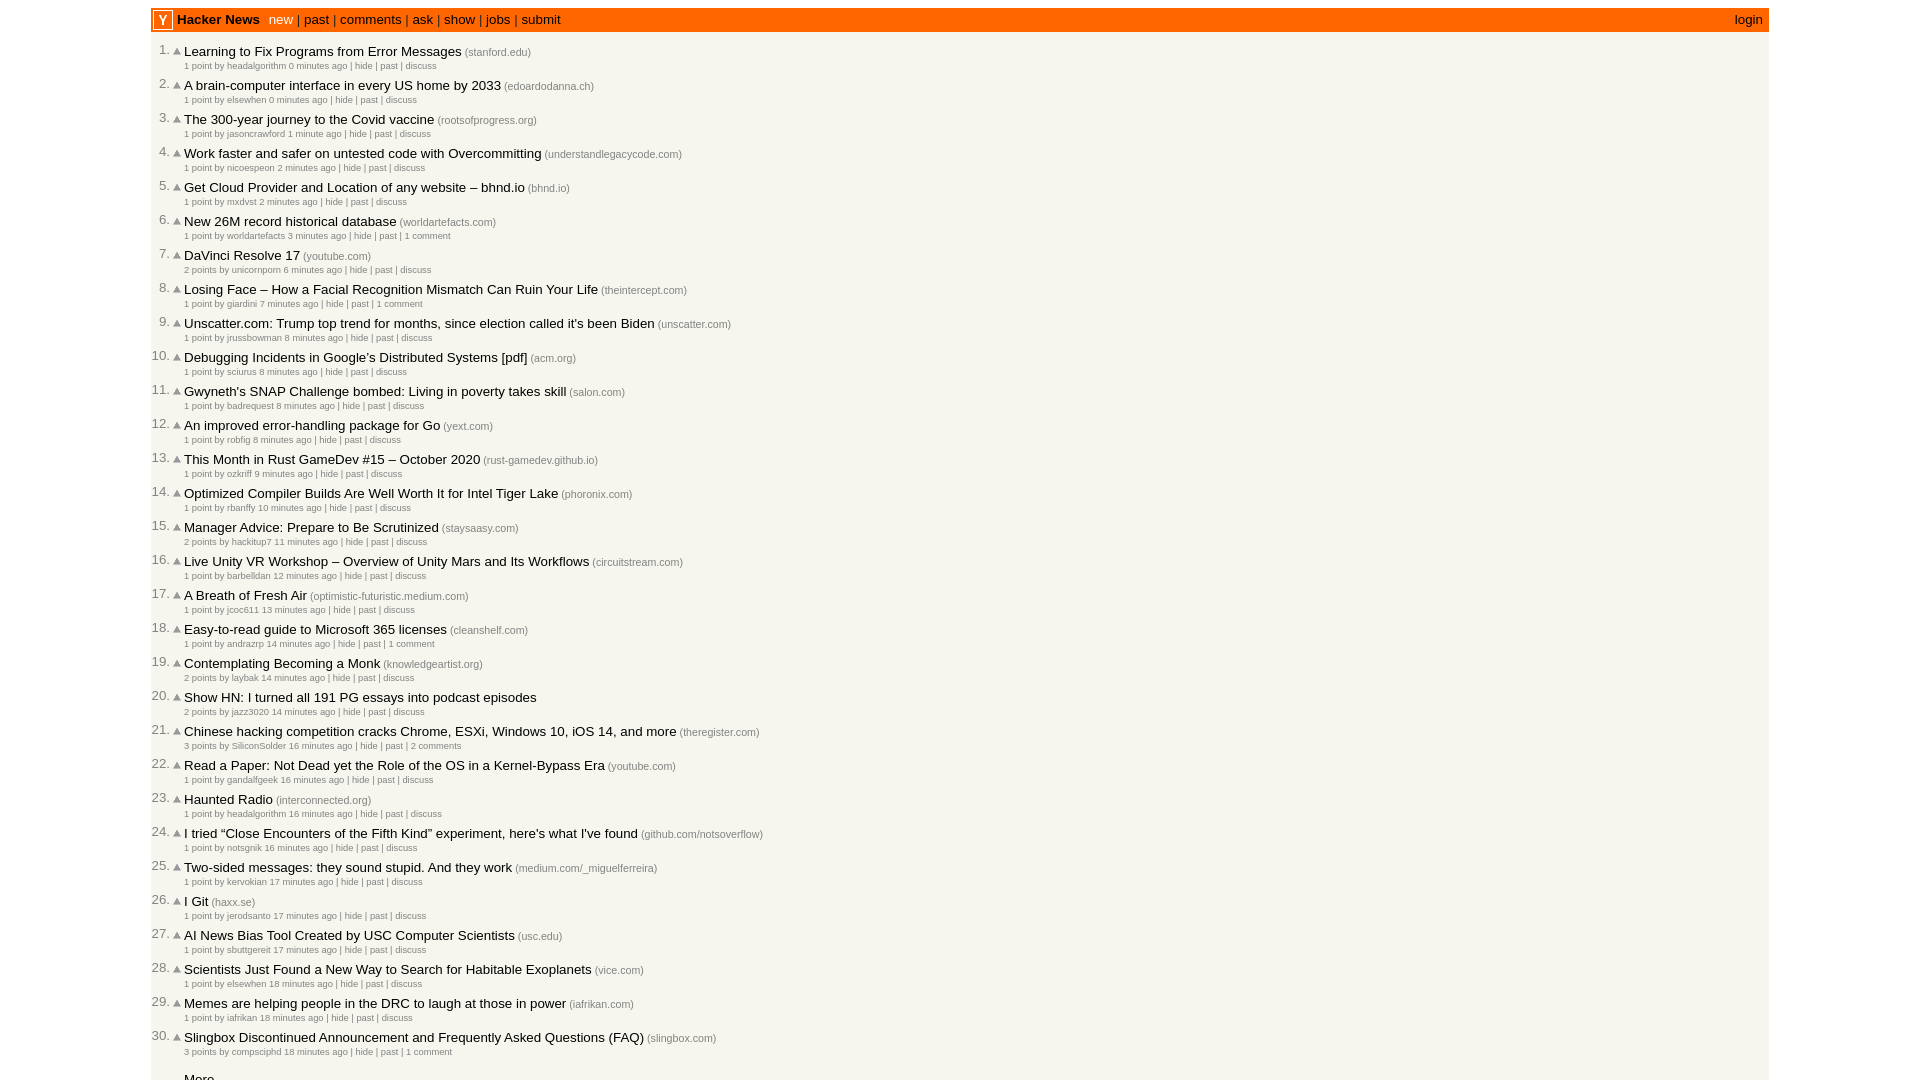 Y Hacker News new | past | comments | ask | show | jobs | submit login
1. Learning to Fix Programs from Error Messages (stanford.edu)
1 point by headalgorithm 0 minutes ago | hide | past | discuss
2. A brain-computer interface in every US home by 2033 (edoardodanna.ch)
1 point by elsewhen 0 minutes ago | hide | past | discuss
3. The 300-year journey to the Covid vaccine (rootsofprogress.org)
1 point by jasoncrawford 1 minute ago | hide | past | discuss
4. Work faster and safer on untested code with Overcommitting (understandlegacycode.com)
1 point by nicoespeon 2 minutes ago | hide | past | discuss
5. Get Cloud Provider and Location of any website – bhnd.io (bhnd.io)
1 point by mxdvst 2 minutes ago | hide | past | discuss
6. New 26M record historical database (worldartefacts.com)
1 point by worldartefacts 3 minutes ago | hide | past | 1 comment
7. DaVinci Resolve 17 (youtube.com)
2 points by unicornporn 6 minutes ago | hide | past | discuss
8. Losing Face – How a Facial Recognition Mismatch Can Ruin Your Life (theintercept.com)
1 point by giardini 7 minutes ago | hide | past | 1 comment
9. Unscatter.com: Trump top trend for months, since election called it's been Biden (unscatter.com)
1 point by jrussbowman 8 minutes ago | hide | past | discuss
10. Debugging Incidents in Google’s Distributed Systems [pdf] (acm.org)
1 point by sciurus 8 minutes ago | hide | past | discuss
11. Gwyneth's SNAP Challenge bombed: Living in poverty takes skill (salon.com)
1 point by badrequest 8 minutes ago | hide | past | discuss
12. An improved error-handling package for Go (yext.com)
1 point by robfig 8 minutes ago | hide | past | discuss
13. This Month in Rust GameDev #15 – October 2020 (rust-gamedev.github.io)
1 point by ozkriff 9 minutes ago | hide | past | discuss
14. Optimized Compiler Builds Are Well Worth It for Intel Tiger Lake (phoronix.com)
1 point by rbanffy 10 minutes ago | hide | past | discuss
15. Manager Advice: Prepare to Be Scrutinized (staysaasy.com)
2 points by hackitup7 11 minutes ago | hide | past | discuss
16. Live Unity VR Workshop – Overview of Unity Mars and Its Workflows (circuitstream.com)
1 point by barbelldan 12 minutes ago | hide | past | discuss
17. A Breath of Fresh Air (optimistic-futuristic.medium.com)
1 point by jcoc611 13 minutes ago | hide | past | discuss
18. Easy-to-read guide to Microsoft 365 licenses (cleanshelf.com)
1 point by andrazrp 14 minutes ago | hide | past | 1 comment
19. Contemplating Becoming a Monk (knowledgeartist.org)
2 points by laybak 14 minutes ago | hide | past | discuss
20. Show HN: I turned all 191 PG essays into podcast episodes
2 points by jazz3020 14 minutes ago | hide | past | discuss
21. Chinese hacking competition cracks Chrome, ESXi, Windows 10, iOS 14, and more (theregister.com)
3 points by SiliconSolder 16 minutes ago | hide | past | 2 comments
22. Read a Paper: Not Dead yet the Role of the OS in a Kernel-Bypass Era (youtube.com)
1 point by gandalfgeek 16 minutes ago | hide | past | discuss
23. Haunted Radio (interconnected.org)
1 point by headalgorithm 16 minutes ago | hide | past | discuss
24. I tried “Close Encounters of the Fifth Kind” experiment, here's what I've found (github.com/notsoverflow)
1 point by notsgnik 16 minutes ago | hide | past | discuss
25. Two-sided messages: they sound stupid. And they work (medium.com/_miguelferreira)
1 point by kervokian 17 minutes ago | hide | past | discuss
26. I Git (haxx.se)
1 point by jerodsanto 17 minutes ago | hide | past | discuss
27. AI News Bias Tool Created by USC Computer Scientists (usc.edu)
1 point by sbuttgereit 17 minutes ago | hide | past | discuss
28. Scientists Just Found a New Way to Search for Habitable Exoplanets (vice.com)
1 point by elsewhen 18 minutes ago | hide | past | discuss
29. Memes are helping people in the DRC to laugh at those in power (iafrikan.com)
1 point by iafrikan 18 minutes ago | hide | past | discuss
30. Slingbox Discontinued Announcement and Frequently Asked Questions (FAQ) (slingbox.com)
3 points by compsciphd 18 minutes ago | hide | past | 1 comment
More